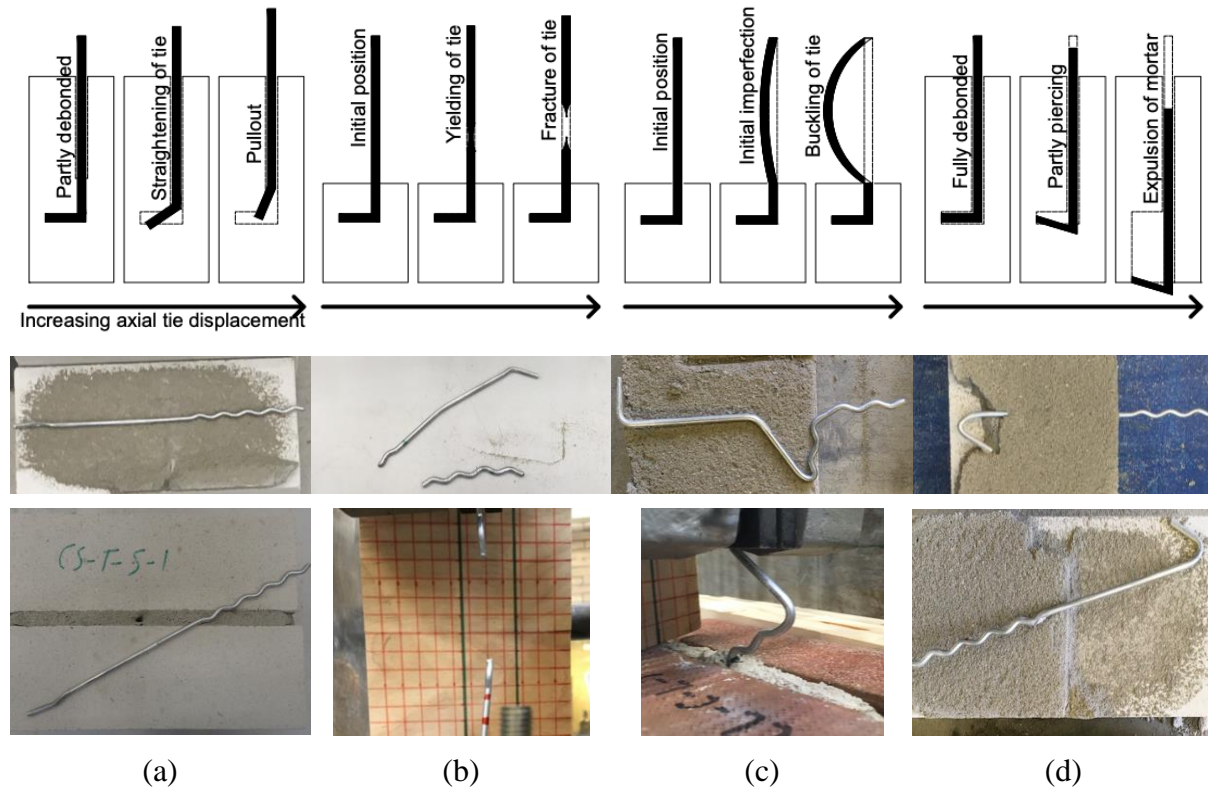 Partly debonded
Straightening of tie
Pullout
Initial position
Yielding of tie
Fracture of tie
Initial position
Initial imperfection
Buckling of tie
Fully debonded
Partly piercing
Expulsion of mortar
Increasing axial tie displacement
CS-T-5-1
(a)
(b)
(c)
(d)